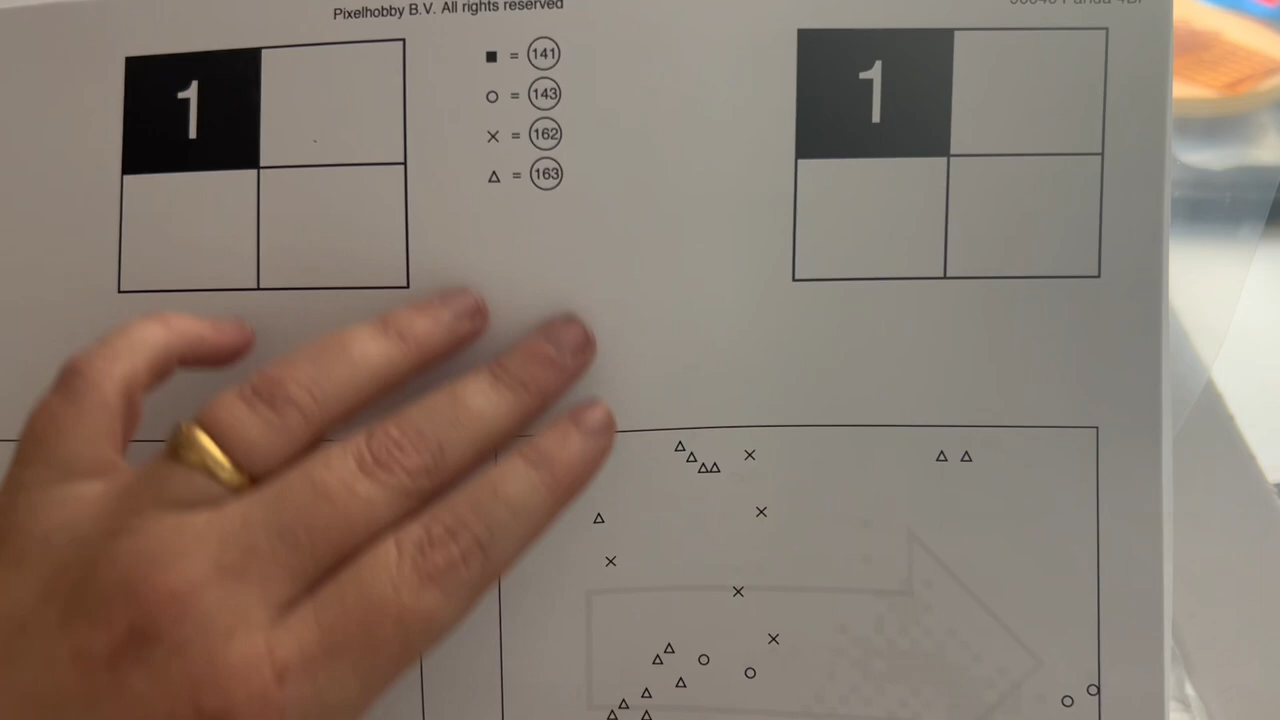 Pixelhobby B.V. All rights reserved
1
■ = 141
○ = 143
× = 162
△ = 163
1